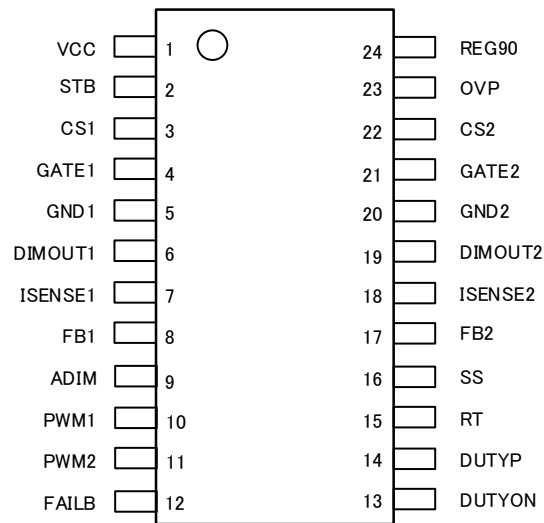 VCC 1 24 REG90
STB 2 23 OVP
CS1 3 22 CS2
GATE1 4 21 GATE2
GND1 5 20 GND2
DIMOUT1 6 19 DIMOUT2
ISENSE1 7 18 ISENSE2
FB1 8 17 FB2
ADIM 9 16 SS
PWM1 10 15 RT
PWM2 11 14 DUTYP
FAILB 12 13 DUTYON